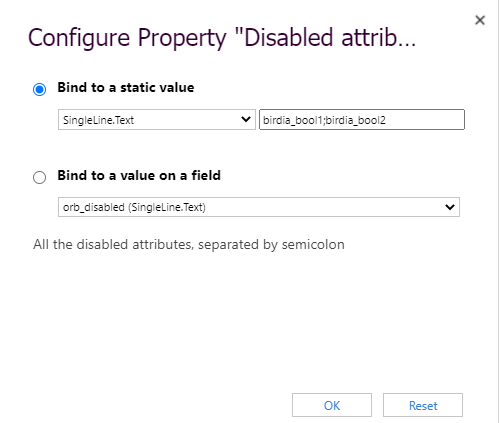 Configure Property "Disabled attrib...
Bind to a static value
SingleLine.Text
birdia_bool1;birdia_bool2
Bind to a value on a field
orb_disabled (SingleLine.Text)
All the disabled attributes, separated by semicolon
OK
Reset